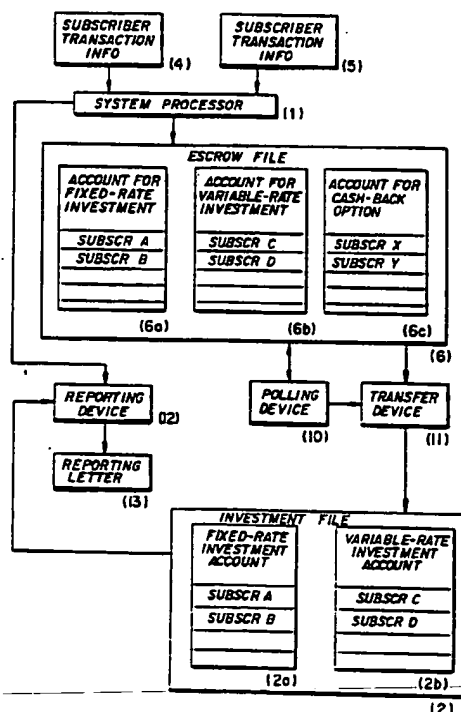 SUBSCRIBER
TRANSACTION
INFO
(4)
SUBSCRIBER
TRANSACTION
INFO
(5)
SYSTEM PROCESSOR
(1)
ESCROW FILE
ACCOUNT FOR
FIXED-RATE
INVESTMENT
SUBSCR A
SUBSCR B
(6a)
ACCOUNT FOR
VARIABLE-RATE
INVESTMENT
SUBSCR C
SUBSCR D
(6b)
ACCOUNT FOR
CASH-BACK
OPTION
SUBSCR X
SUBSCR Y
(6c)
(6)
REPORTING
DEVICE
(12)
POLLING
DEVICE
(10)
TRANSFER
DEVICE
(11)
REPORTING
LETTER
(13)
INVESTMENT FILE
FIXED-RATE
INVESTMENT
ACCOUNT
SUBSCR A
SUBSCR B
(2a)
VARIABLE-RATE
INVESTMENT
ACCOUNT
SUBSCR C
SUBSCR D
(2b)
(2)